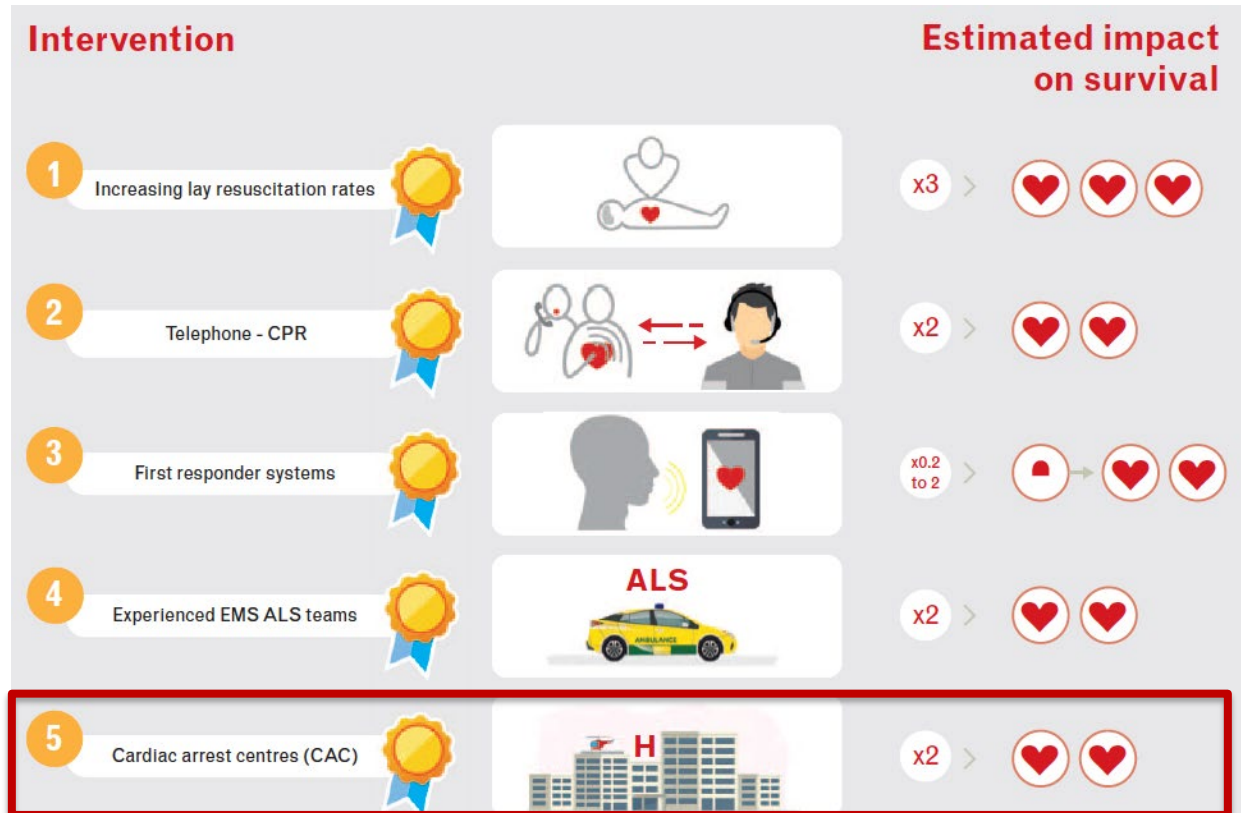 Intervention
Estimated impact
on survival
1
Increasing lay resuscitation rates
x3 >
2
Telephone - CPR
x2 >
3
First responder systems
x0.2
to 2 >
4
Experienced EMS ALS teams
ALS
AMBULANCE
x2 >
5
Cardiac arrest centres (CAC)
H
x2 >